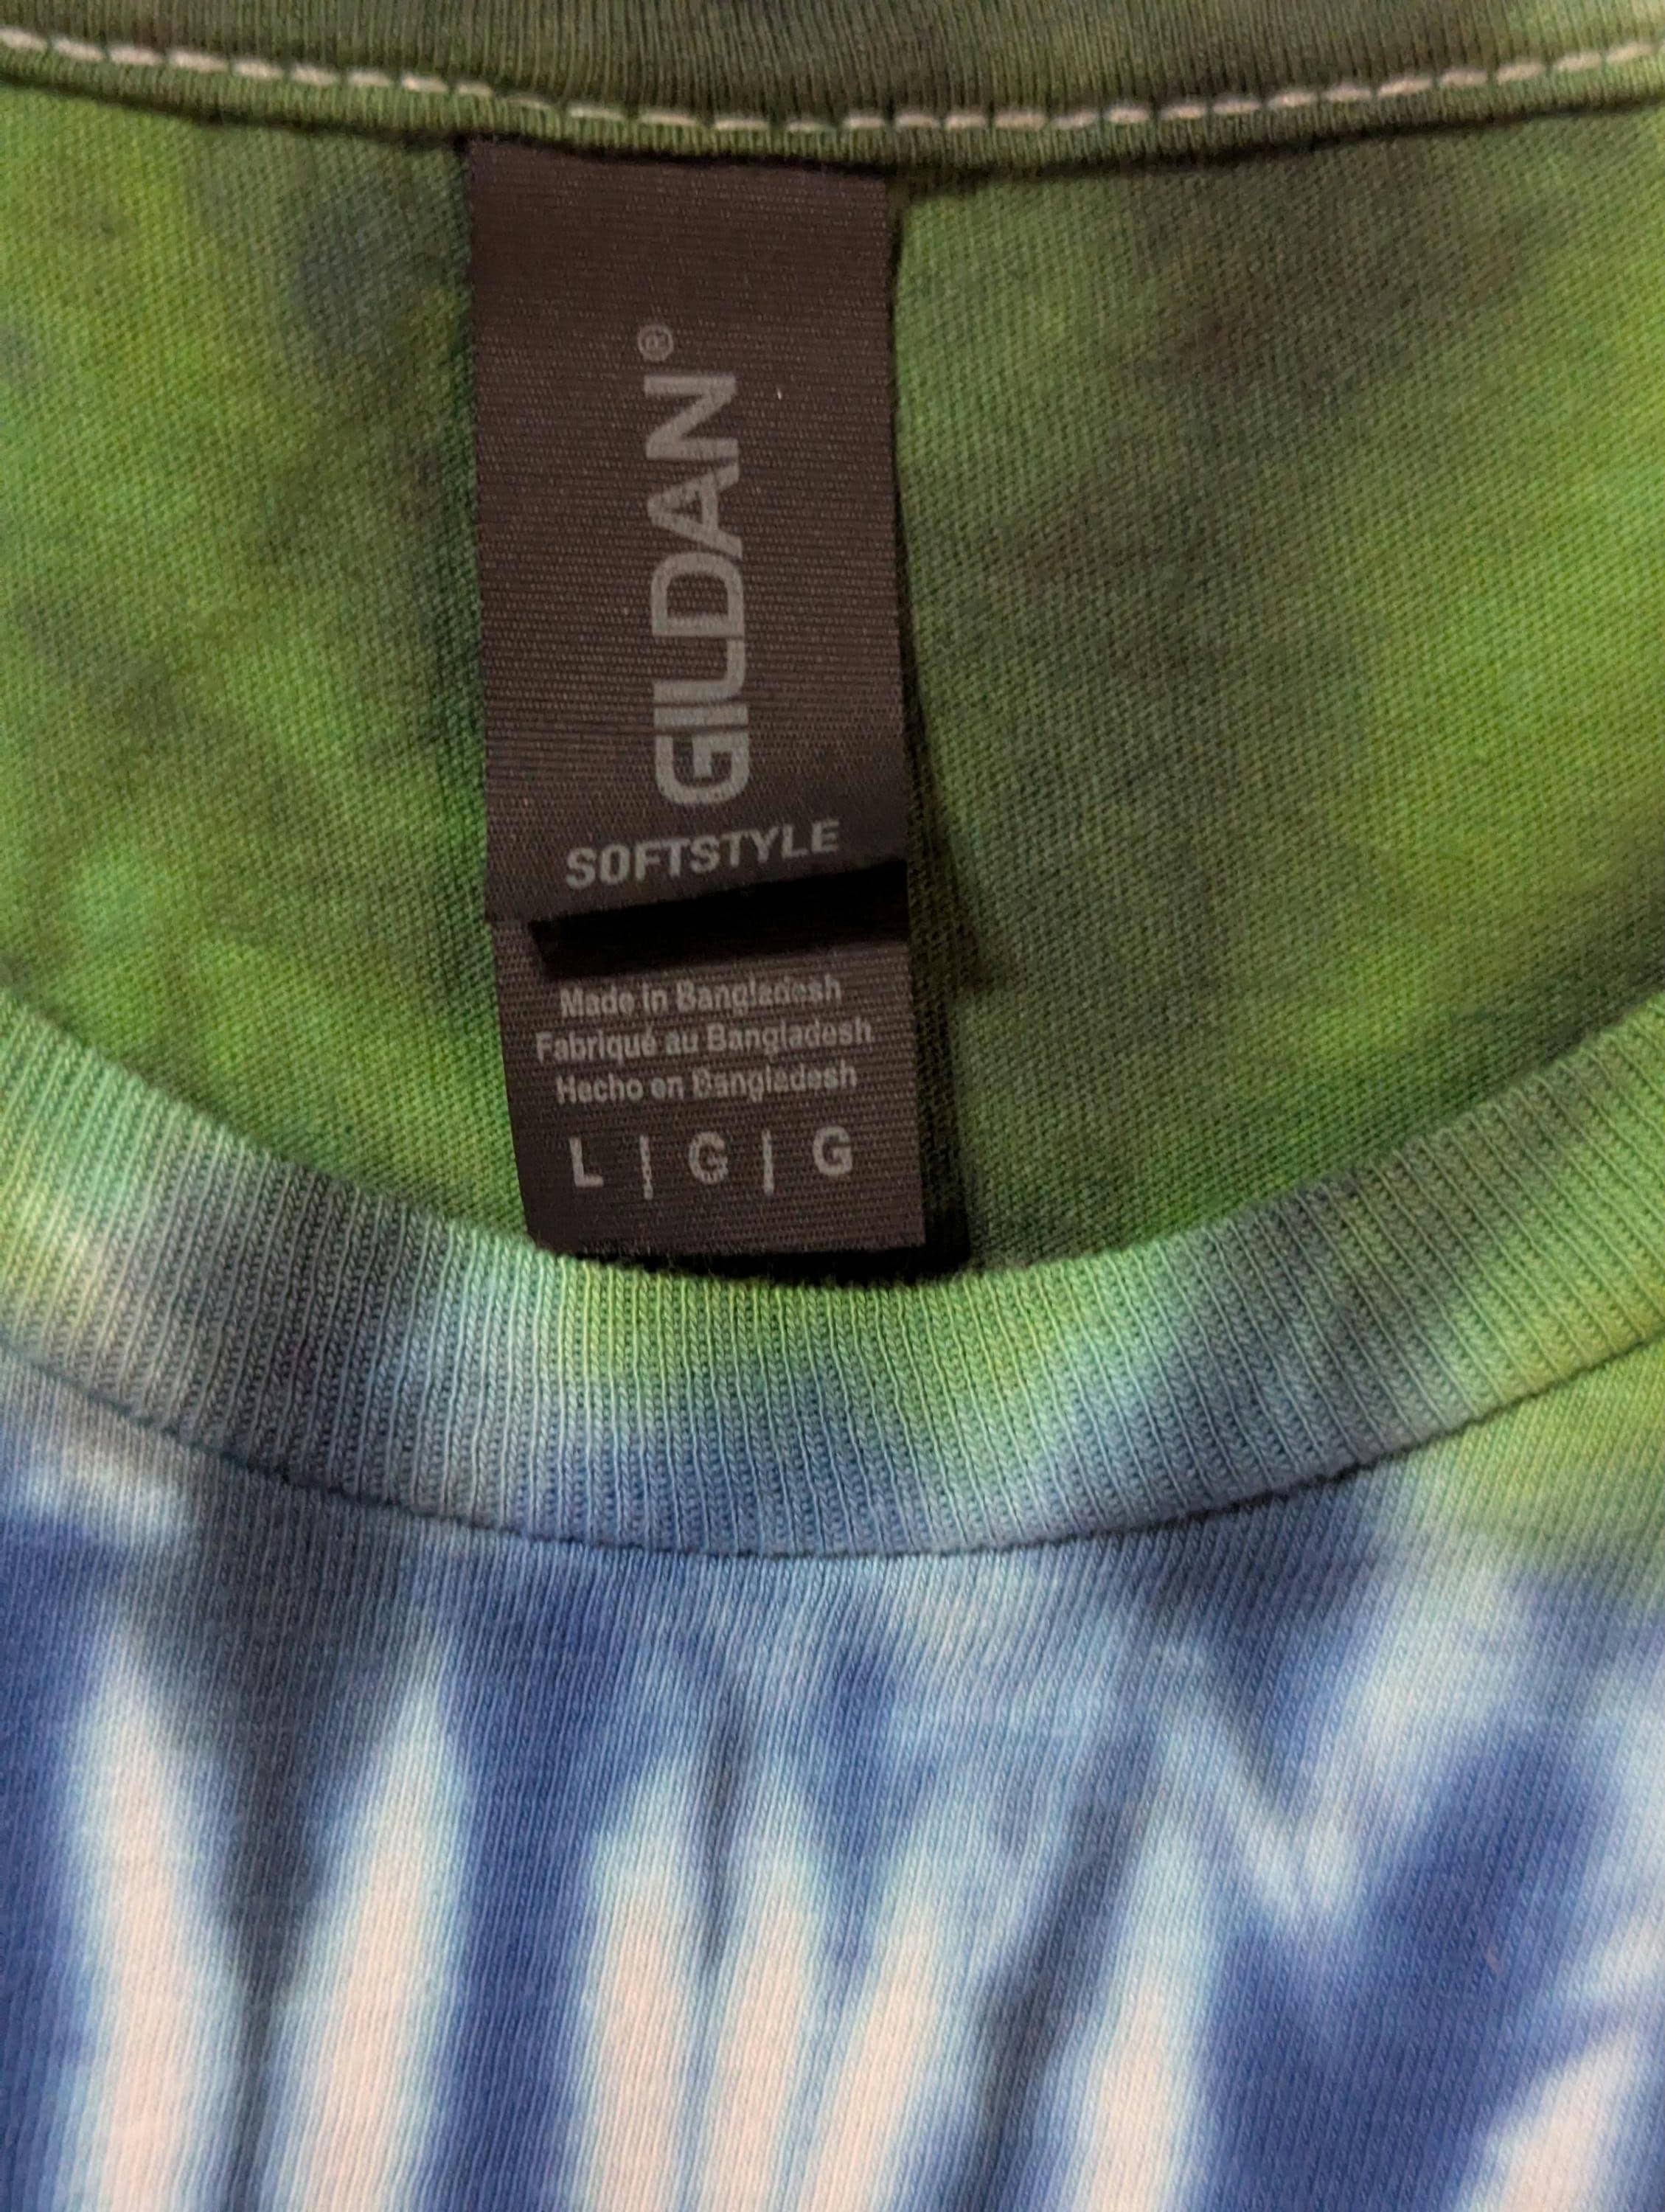 GILDAN®
SOFTSTYLE
Made in Bangladesh
Fabriqué au Bangladesh
Hecho en Bangladesh
L | G | G